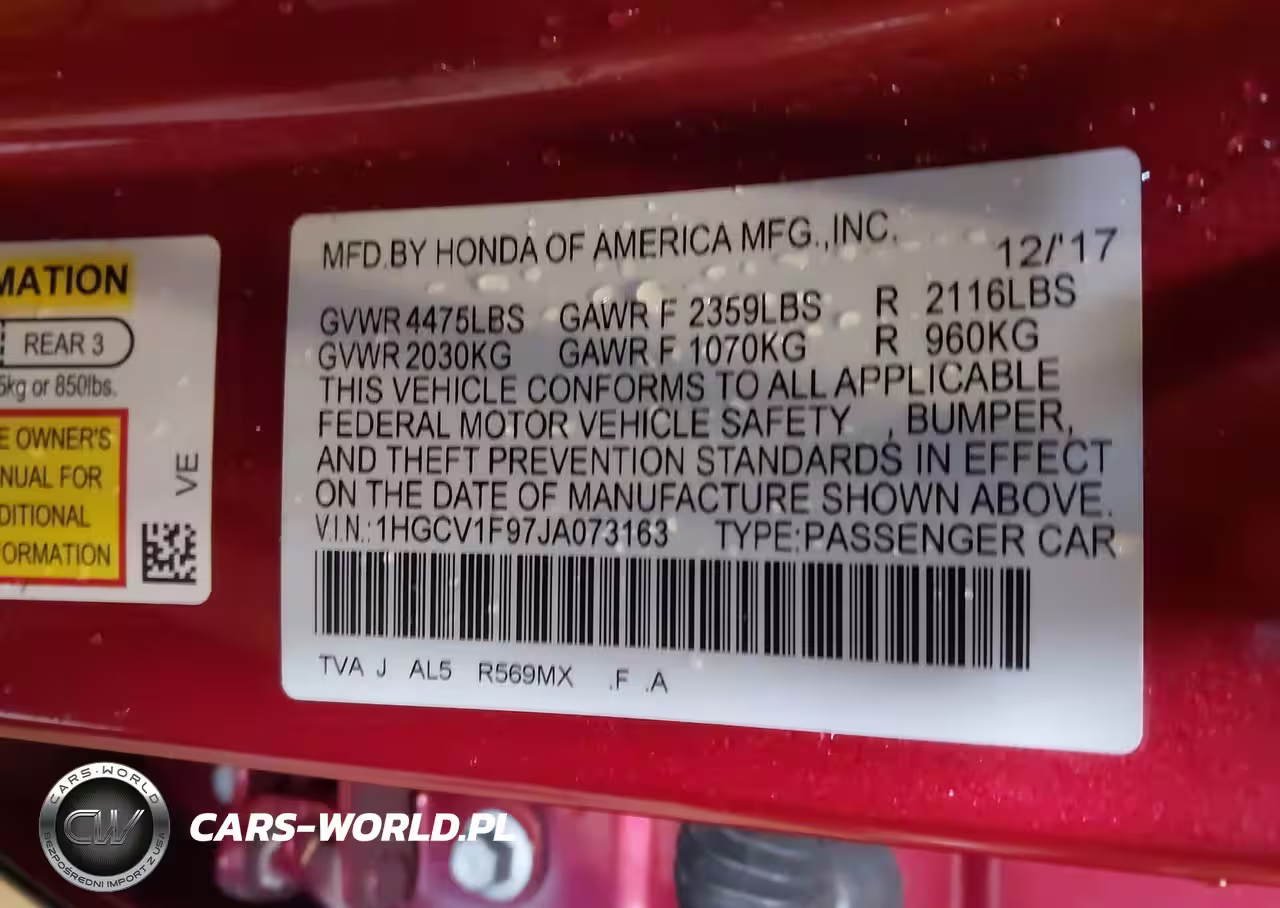 MATION
REAR 3
5kg or 850lbs.
E OWNER'S
NUAL FOR
DITIONAL
FORMATION
VE
MFD.BY HONDA OF AMERICA MFG.,INC. 12/'17
GVWR 4475LBS GAWR F 2359LBS R 2116LBS
GVWR 2030KG GAWR F 1070KG R 960KG
THIS VEHICLE CONFORMS TO ALL APPLICABLE
FEDERAL MOTOR VEHICLE SAFETY , BUMPER,
AND THEFT PREVENTION STANDARDS IN EFFECT
ON THE DATE OF MANUFACTURE SHOWN ABOVE.
V.I.N.: 1HGCV1F97JA073163 TYPE:PASSENGER CAR
TVA J AL5 R569MX .F .A
CARS-WORLD
CW
BEZPOŚREDNI IMPORT Z USA
CARS-WORLD.PL